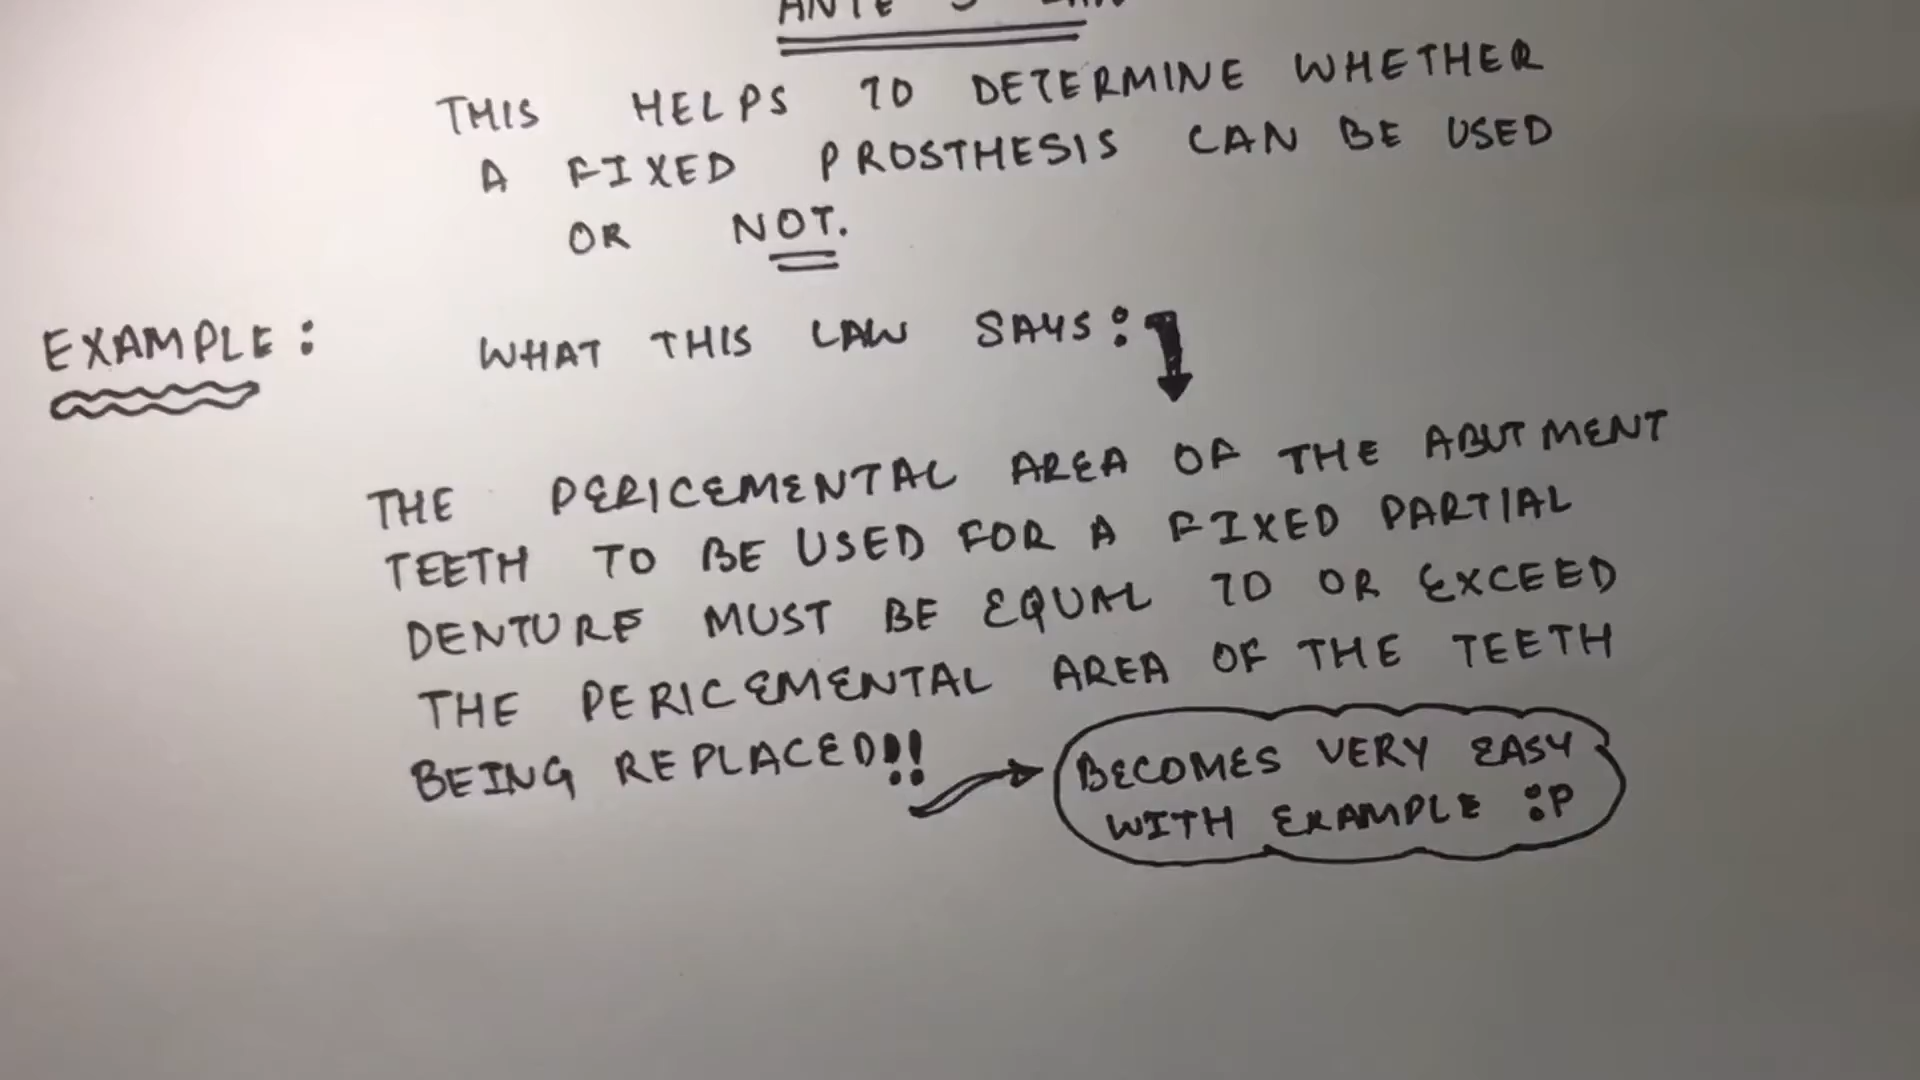 ANTE'S LAW
THIS HELPS TO DETERMINE WHETHER
A FIXED PROSTHESIS CAN BE USED
OR NOT.
EXAMPLE: WHAT THIS LAW SAYS:
THE PERICEMENTAL AREA OF THE ABUTMENT
TEETH TO BE USED FOR A FIXED PARTIAL
DENTURE MUST BE EQUAL TO OR EXCEED
THE PERICEMENTAL AREA OF THE TEETH
BEING REPLACED!!
BECOMES VERY EASY
WITH EXAMPLE :P